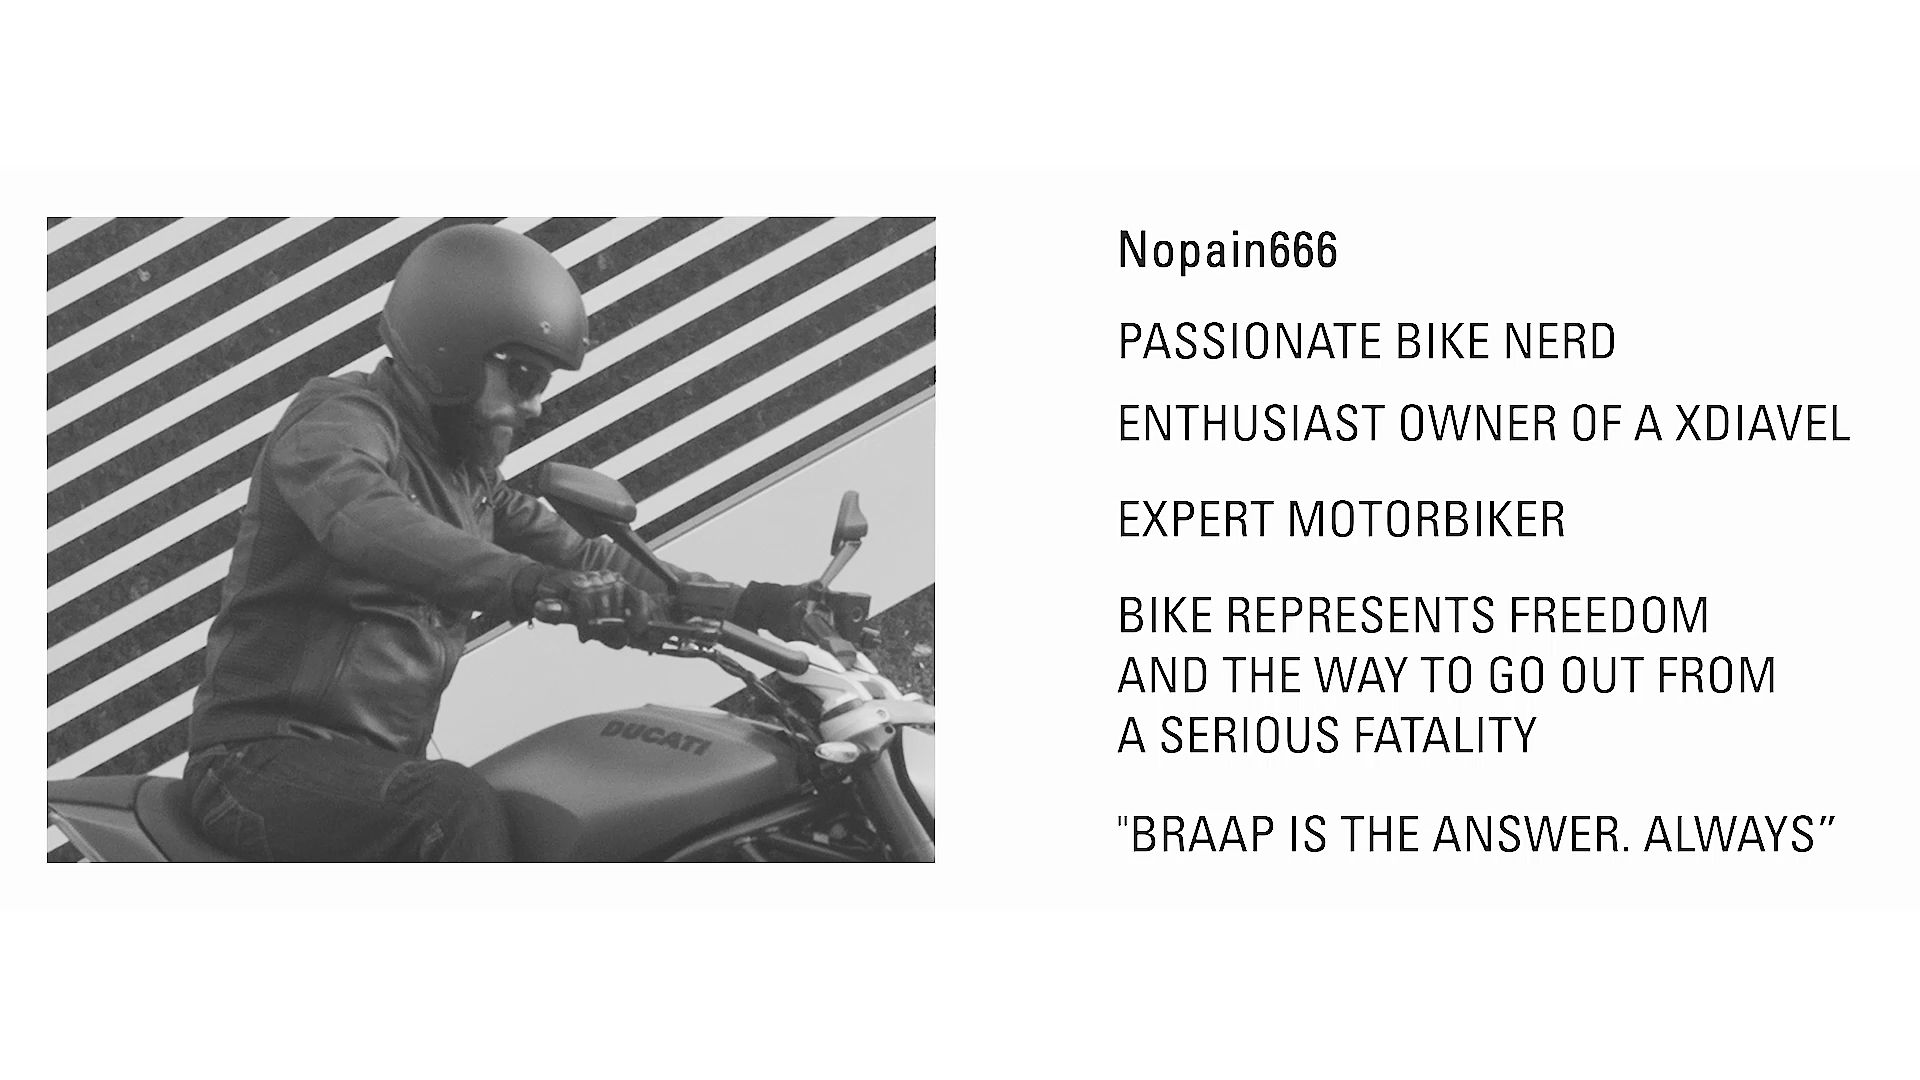 DUCATI
Nopain666
PASSIONATE BIKE NERD
ENTHUSIAST OWNER OF A XDIAVEL
EXPERT MOTORBIKER
BIKE REPRESENTS FREEDOM
AND THE WAY TO GO OUT FROM
A SERIOUS FATALITY
"BRAAP IS THE ANSWER. ALWAYS”